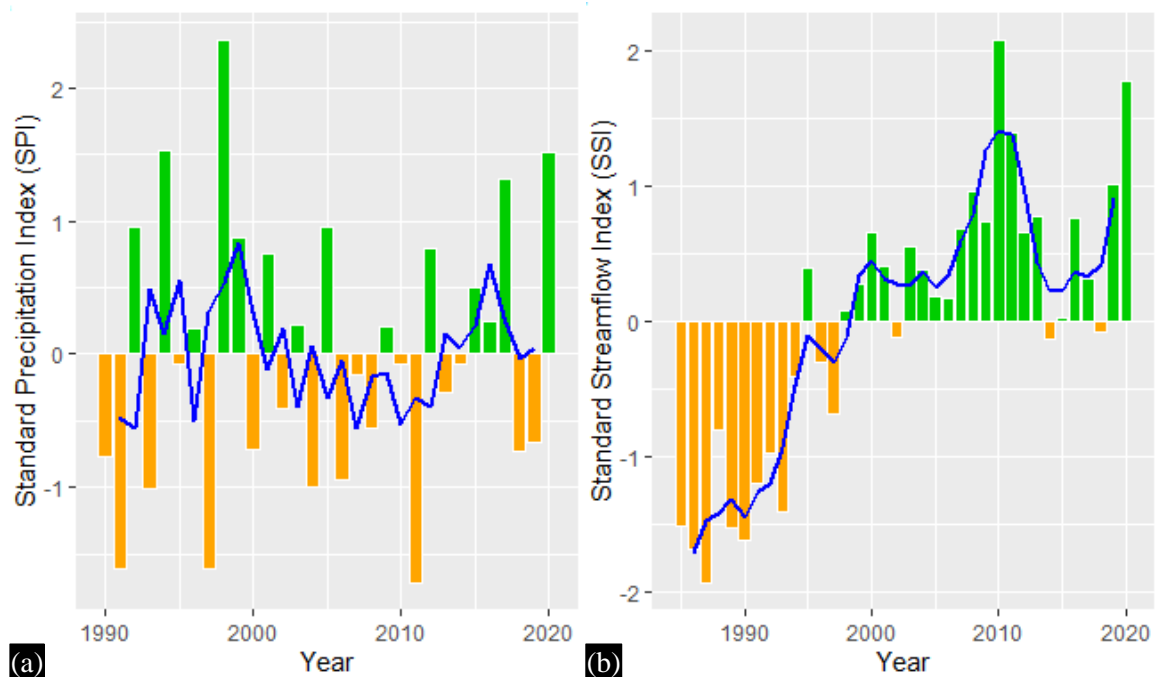 Standard Precipitation Index (SPI)
2
1
0
-1
1990
2000
2010
2020
Year
(a)
Standard Streamflow Index (SSI)
2
1
0
-1
-2
1990
2000
2010
2020
Year
(b)